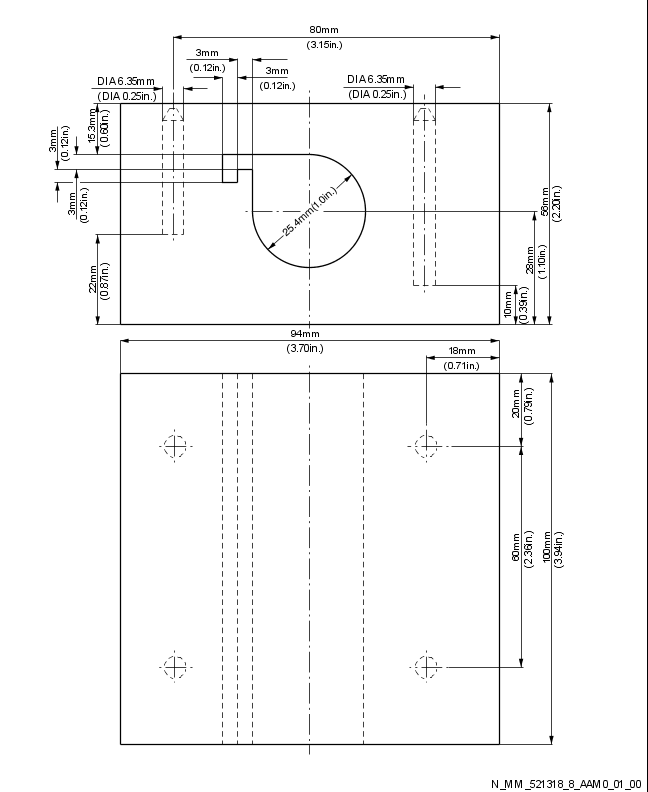 80mm
(3.15in.)
3mm
(0.12in.)
3mm
(0.12in.)
DIA 6.35mm
(DIA 0.25in.)
DIA 6.35mm
(DIA 0.25in.)
3mm
(0.12in.)
15.3mm
(0.60in.)
3mm
(0.12in.)
25.4mm(1.0in.)
56mm
(2.20in.)
28mm
(1.10in.)
22mm
(0.87in.)
10mm
(0.39in.)
94mm
(3.70in.)
18mm
(0.71in.)
20mm
(0.79in.)
60mm
(2.36in.)
100mm
(3.94in.)
N_MM_521318_8_AAM0_01_00